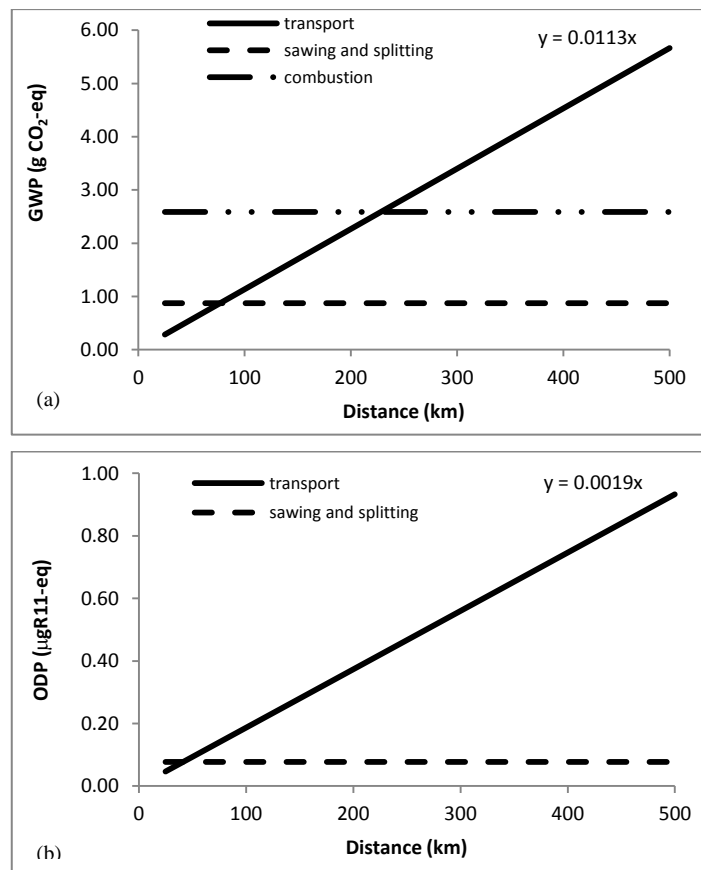 transport
sawing and splitting
combustion
y = 0.0113x
6.00
5.00
4.00
3.00
2.00
1.00
0.00
GWP (g CO₂-eq)
0
100
200
300
400
500
Distance (km)
(a)
transport
sawing and splitting
y = 0.0019x
1.00
0.80
0.60
0.40
0.20
0.00
ODP (µgR11-eq)
0
100
200
300
400
500
Distance (km)
(b)